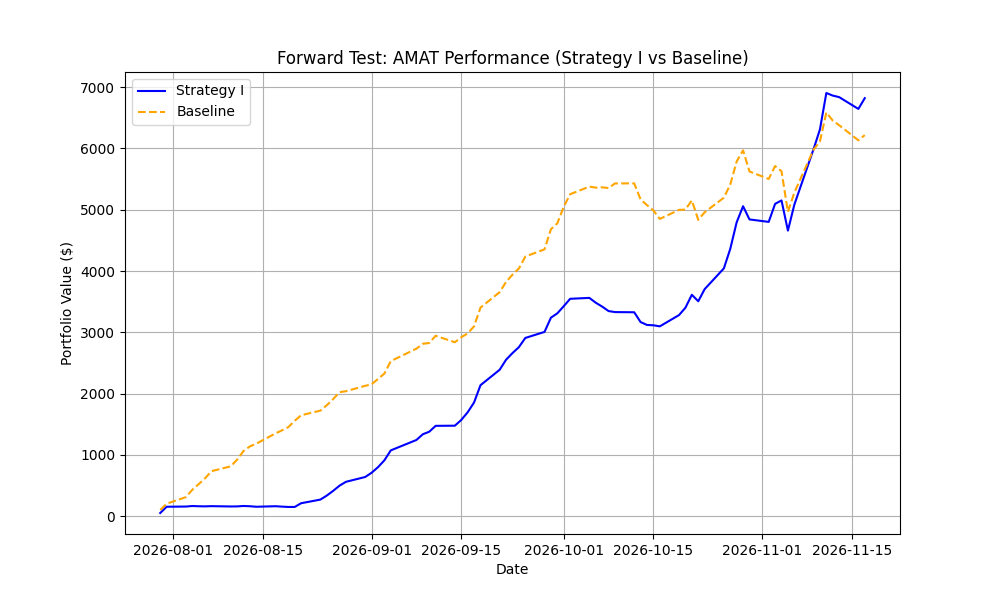 Forward Test: AMAT Performance (Strategy I vs Baseline)
Strategy I
Baseline
Portfolio Value ($)
7000
6000
5000
4000
3000
2000
1000
0
2026-08-01 2026-08-15 2026-09-01 2026-09-15 2026-10-01 2026-10-15 2026-11-01 2026-11-15
Date